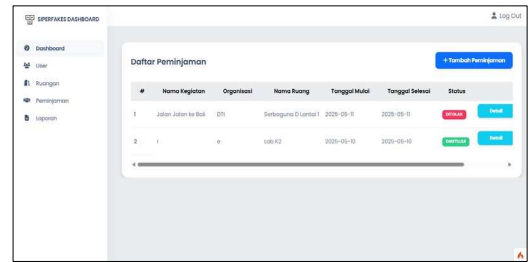 SIPERFAKES DASHBOARD
Log Out
Dashboard
User
Ruangan
Peminjaman
Laporan
Daftar Peminjaman
+ Tambah Peminjaman
# Nama Kegiatan Organisasi Nama Ruang Tanggal Mulai Tanggal Selesai Status
1 Jalan Jalan ke Bali DTI Serbaguna D Lantai 1 2025-05-11 2025-05-11 DITOLAK Detail
2 r e Lab K2 2025-05-10 2025-05-10 DISETUJUI Detail